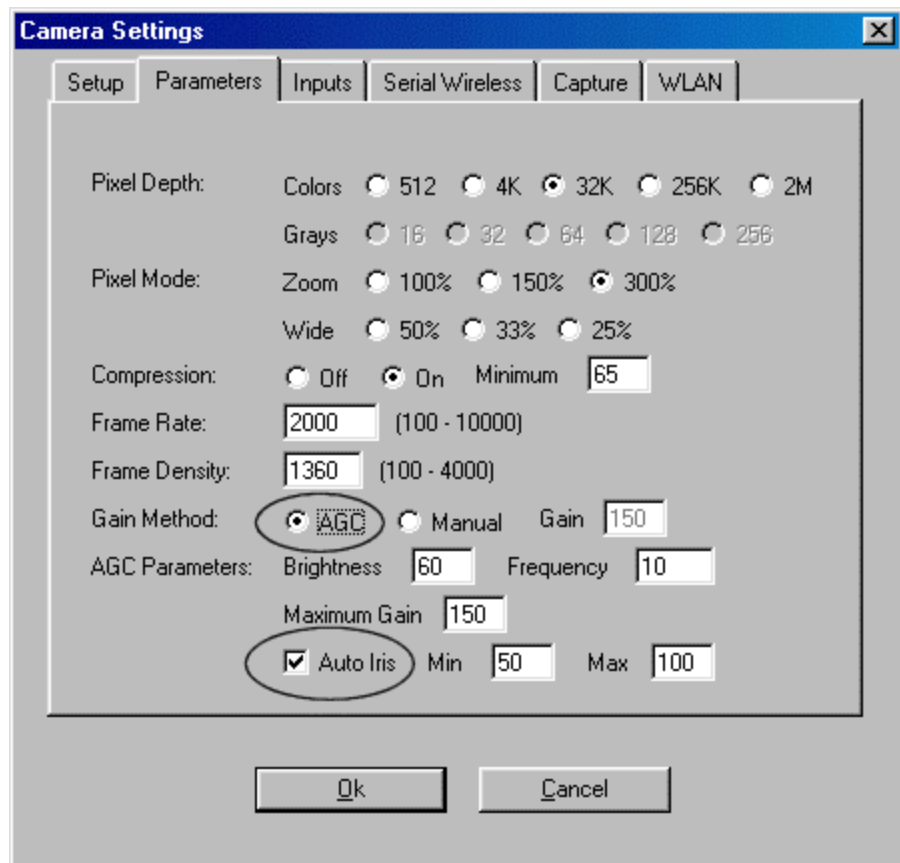 Camera Settings
Setup Parameters Inputs Serial Wireless Capture WLAN
Pixel Depth: Colors 512 4K 32K 256K 2M
Grays 16 32 64 128 256
Pixel Mode: Zoom 100% 150% 300%
Wide 50% 33% 25%
Compression: Off On Minimum 65
Frame Rate: 2000 (100 - 10000)
Frame Density: 1360 (100 - 4000)
Gain Method: AGC Manual Gain 150
AGC Parameters: Brightness 60 Frequency 10
Maximum Gain 150
Auto Iris Min 50 Max 100
Ok Cancel